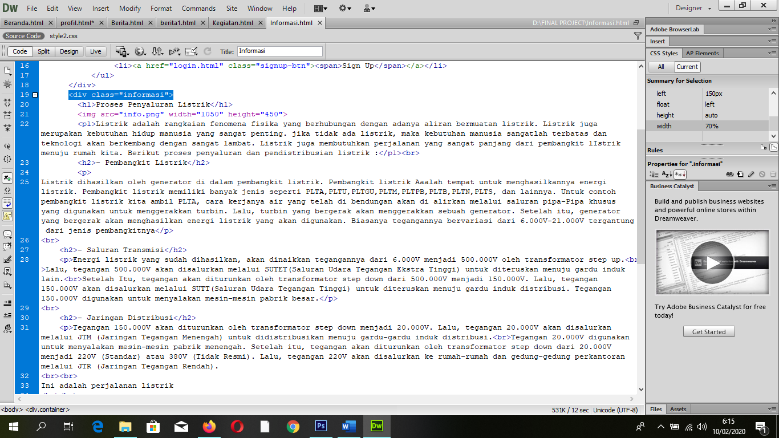 Dw File Edit View Insert Modify Format Commands Site Window Help Designer
Beranda.html × profil.html* × Berita.html × berita1.html × Kegiatan.html × Informasi.html × D:\FINAL PROJECT\Informasi.html
Source Code style2.css
Code Split Design Live Title: Informasi
16 <li><a href="login.html" class="signup-btn"><span>Sign Up</span></a></li>
17 </ul>
18 </div>
19 <div class="informasi">
20 <h1>Proses Penyaluran Listrik</h1>
21 <img src="info.png" width="1050" height="450">
22 <p>Listrik adalah rangkaian fenomena fisika yang berhubungan dengan adanya aliran bermuatan listrik. Listrik juga
merupakan kebutuhan hidup manusia yang sangat penting. jika tidak ada listrik, maka kebutuhan manusia sangatlah terbatas dan
teknologi akan berkembang dengan sangat lambat. Listrik juga membutuhkan perjalanan yang sangat panjang dari pembangkit lIstrik
menuju rumah kita. Barikut proses penyaluran dan pendistribusian listrik :</p><br>
23 <h2>- Pembangkit Listrik</h2>
24 <p>
25 Listrik dihasilkan oleh generator di dalam pembangkit listrik. Pembangkit listrik Aaalah tempat untuk menghasilkannya energi
listrik. Pembangkit listrik memiliki banyak jenis seperti PLTA,PLTU,PLTGU,PLTM,PLTPB,PLTB,PLTN,PLTS, dan lainnya. Untuk contoh
pembangkit listrik kita ambil PLTA, cara kerjanya air yang telah di bendungan akan di alirkan melalui saluran pipa-Pipa khusus
yang digunakan untuk menggerakkan turbin. Lalu, turbin yang bergerak akan menggerakkan sebuah generator. Setelah itu, generator
yang bergerak akan menghasilkan energi listrik yang akan digunakan. Biasanya tegangannya bervariasi dari 6.000V-21.000V tergantung
dari jenis pembangkitnya</p>
26 <br>
27 <h2>- Saluran Transmisi</h2>
28 <p>Energi listrik yang sudah dihasilkan, akan dinaikkan tegangannya dari 6.000V menjadi 500.000V oleh transformator step up.<br
>Lalu, tegangan 500.000V akan disalurkan melalui SUTET(Saluran Udara Tegangan Ekstra Tinggi) untuk diteruskan menuju gardu induk
lain.<br>Setelah Itu, tegangan akan diturunkan oleh transformator step down dari 500.000V menjadi 150.000V. Lalu, tegangan
150.000V akan disalurkan melalui SUTT(Saluran Udara Tegangan Tinggi) untuk diteruskan menuju gardu induk distribusi. Tegangan
150.000V digunakan untuk menyalakan mesin-mesin pabrik besar.</p>
29 <br>
30 <h2>- Jaringan Distribusi</h2>
31 <p>Tegangan 150.000V akan diturunkan oleh transformator step down menjadi 20.000V. Lalu, tegangan 20.000V akan disalurkan
melalui JTM (Jaringan Tegangan Menengah) untuk didistribusikan menuju gardu-gardu induk distribusi.<br>Tegangan 20.000V digunakan
untuk menyalakan mesin-mesin pabrik menengah. Setelah itu, tegangan akan diturunkan oleh transformator step down dari 20.000V
menjadi 220V (Standar) atau 380V (Tidak Resmi). Lalu, tegangan 220V akan disalurkan ke rumah-rumah dan gedung-gedung perkantoran
melalui JTR (Jaringan Tegangan Rendah).
32 <br><br>
33 Ini adalah perjalanan listrik
<body> <div.container> 531K / 12 sec Unicode (UTF-8)
Adobe BrowserLab
Insert
CSS Styles AP Elements
All Current
Summary for Selection
left 150px
float left
height auto
width 70%
Rules
Properties for ".informasi"
Business Catalyst
Build and publish business websites
and powerful online stores within
Dreamweaver.
Try Adobe Business Catalyst for
free today!
Get Started
Files Assets
6:15
10/02/2020